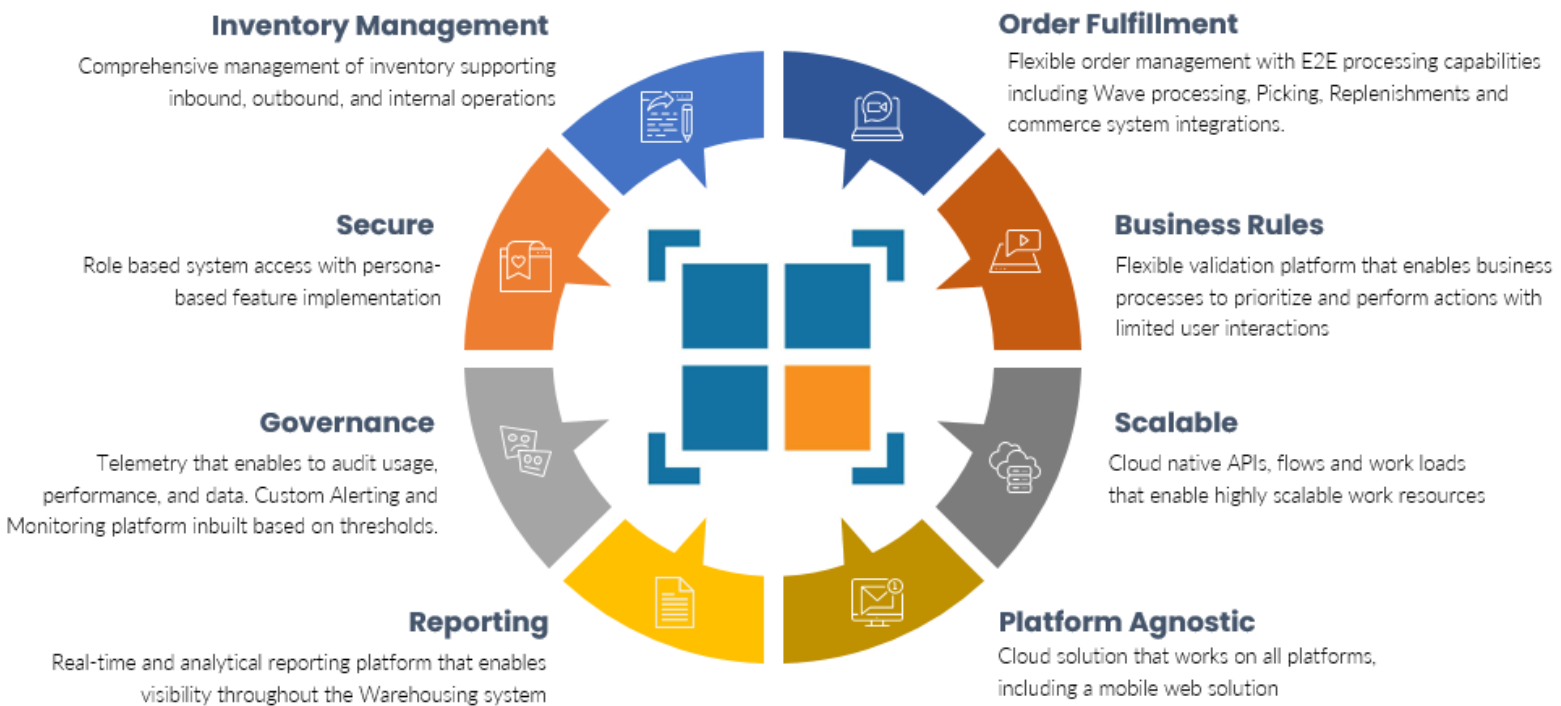 Inventory Management
Comprehensive management of inventory supporting
inbound, outbound, and internal operations
Order Fulfillment
Flexible order management with E2E processing capabilities
including Wave processing, Picking, Replenishments and
commerce system integrations.
Secure
Role based system access with persona-
based feature implementation
Business Rules
Flexible validation platform that enables business
processes to prioritize and perform actions with
limited user interactions
Governance
Telemetry that enables to audit usage,
performance, and data. Custom Alerting and
Monitoring platform inbuilt based on thresholds.
Scalable
Cloud native APIs, flows and work loads
that enable highly scalable work resources
Reporting
Real-time and analytical reporting platform that enables
visibility throughout the Warehousing system
1
Platform Agnostic
Cloud solution that works on all platforms,
including a mobile web solution